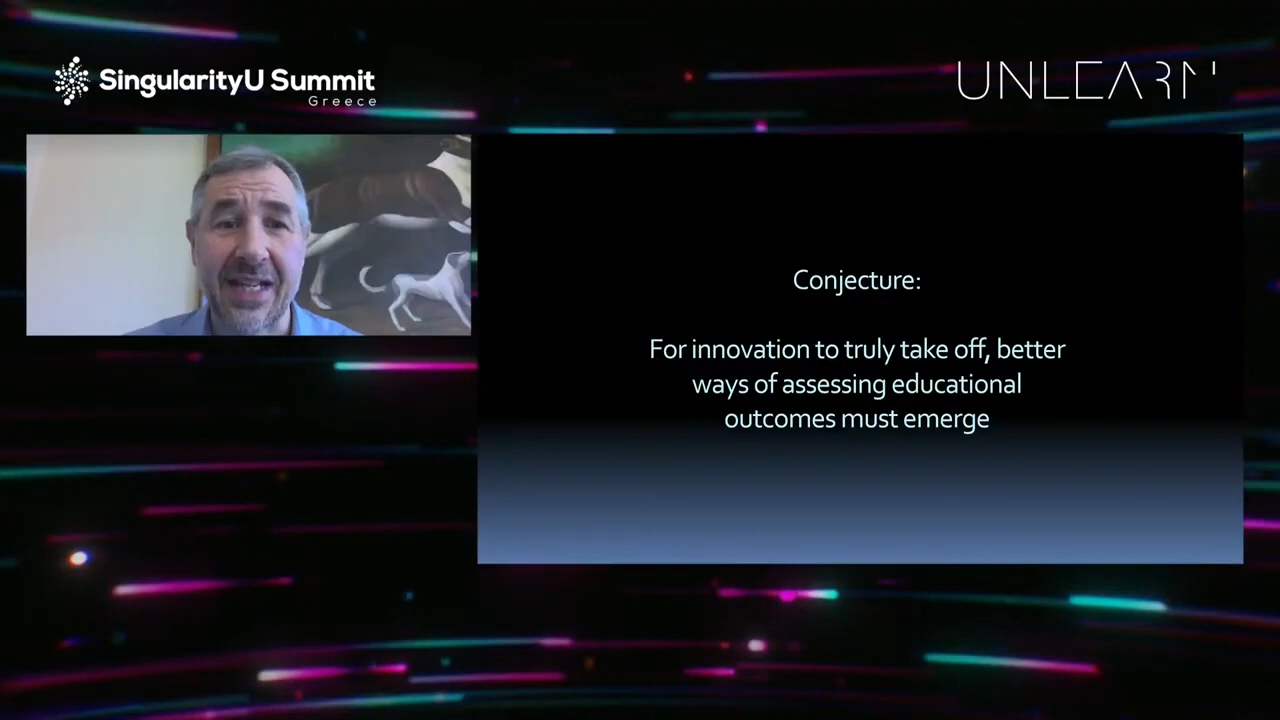 SingularityU Summit
Greece
UNLEARN
Conjecture:
For innovation to truly take off, better
ways of assessing educational
outcomes must emerge